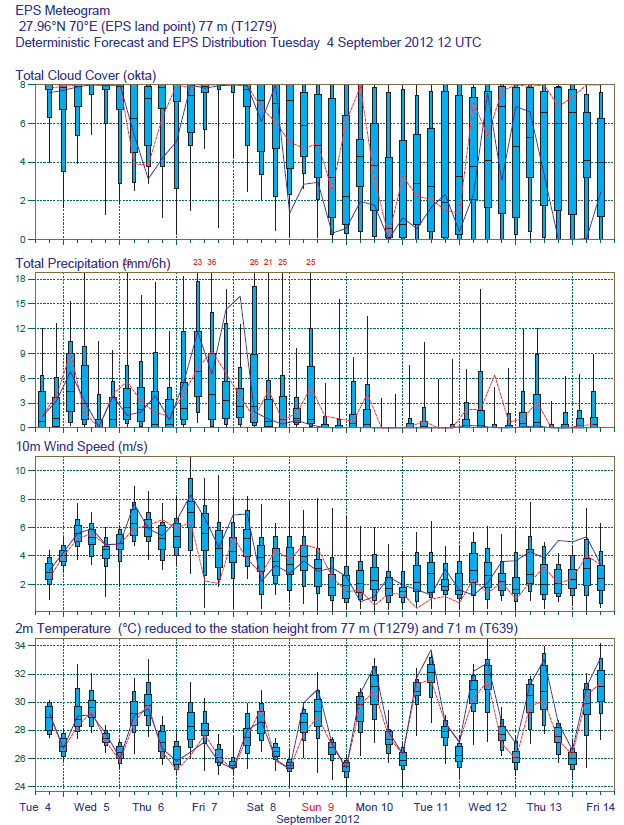 EPS Meteogram
27.96°N 70°E (EPS land point) 77 m (T1279)
Deterministic Forecast and EPS Distribution Tuesday 4 September 2012 12 UTC
Total Cloud Cover (okta)
8
6
4
2
0
Total Precipitation (mm/6h)
23 36 26 21 25 25
18
15
12
9
6
3
0
10m Wind Speed (m/s)
10
8
6
4
2
2m Temperature (°C) reduced to the station height from 77 m (T1279) and 71 m (T639)
34
32
30
28
26
24
Tue 4 Wed 5 Thu 6 Fri 7 Sat 8 Sun 9 Mon 10 Tue 11 Wed 12 Thu 13 Fri 14
September 2012